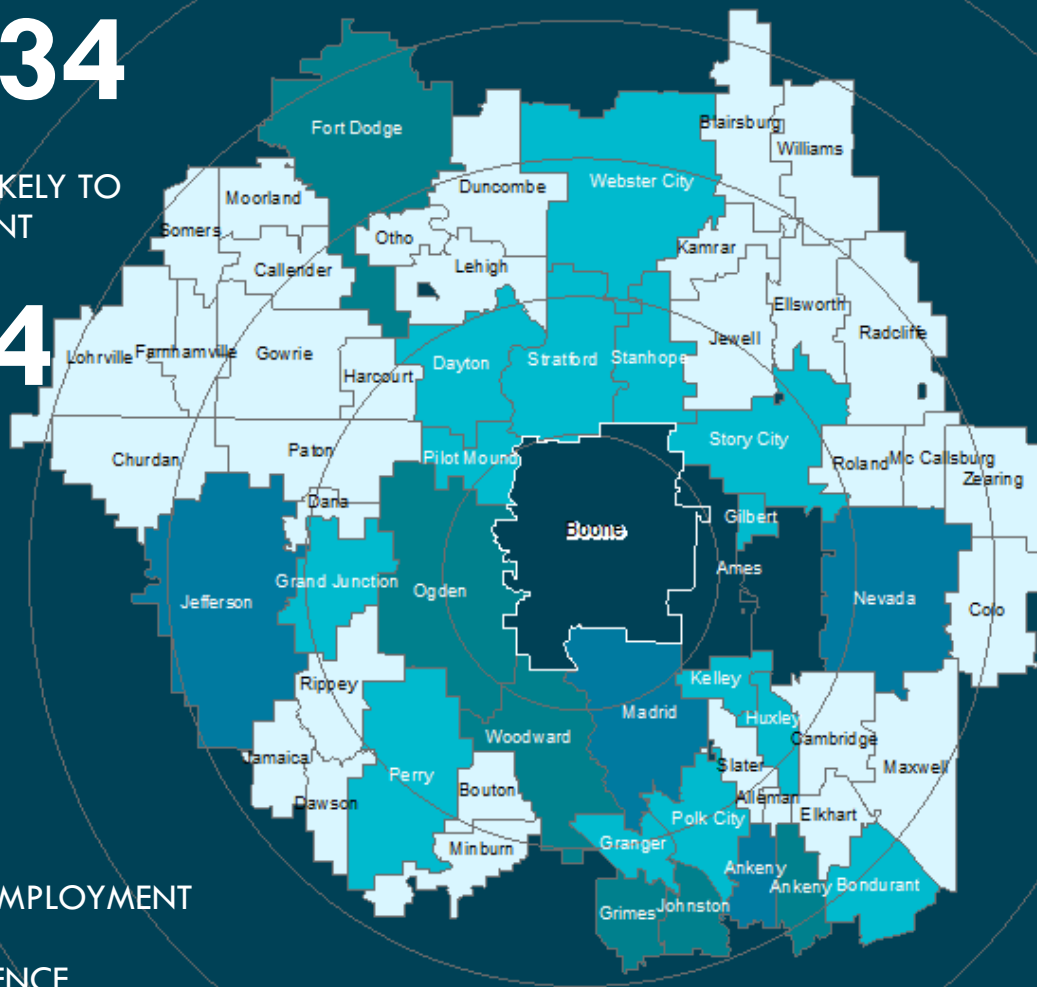 34
KELY TO
NT
4
MPLOYMENT
ENCE
Fort Dodge
Blairsburg
Williams
Webster City
Duncombe
Moorland
Somers
Otho
Kamrar
Callender
Lehigh
Ellsworth
Radcliffe
Jewell
Lohrville
Farnhamville
Gowrie
Harcourt
Dayton
Stratford
Stanhope
Story City
Churdan
Paton
Pilot Mound
Roland
Mc Callsburg
Zearing
Dana
Gilbert
Boone
Ames
Grand Junction
Ogden
Jefferson
Nevada
Colo
Kelley
Rippey
Madrid
Huxley
Woodward
Cambridge
Jamaica
Perry
Slater
Maxwell
Bouton
Dawson
Alleman
Elkhart
Polk City
Minburn
Granger
Ankeny
Ankeny
Bondurant
Grimes
Johnston